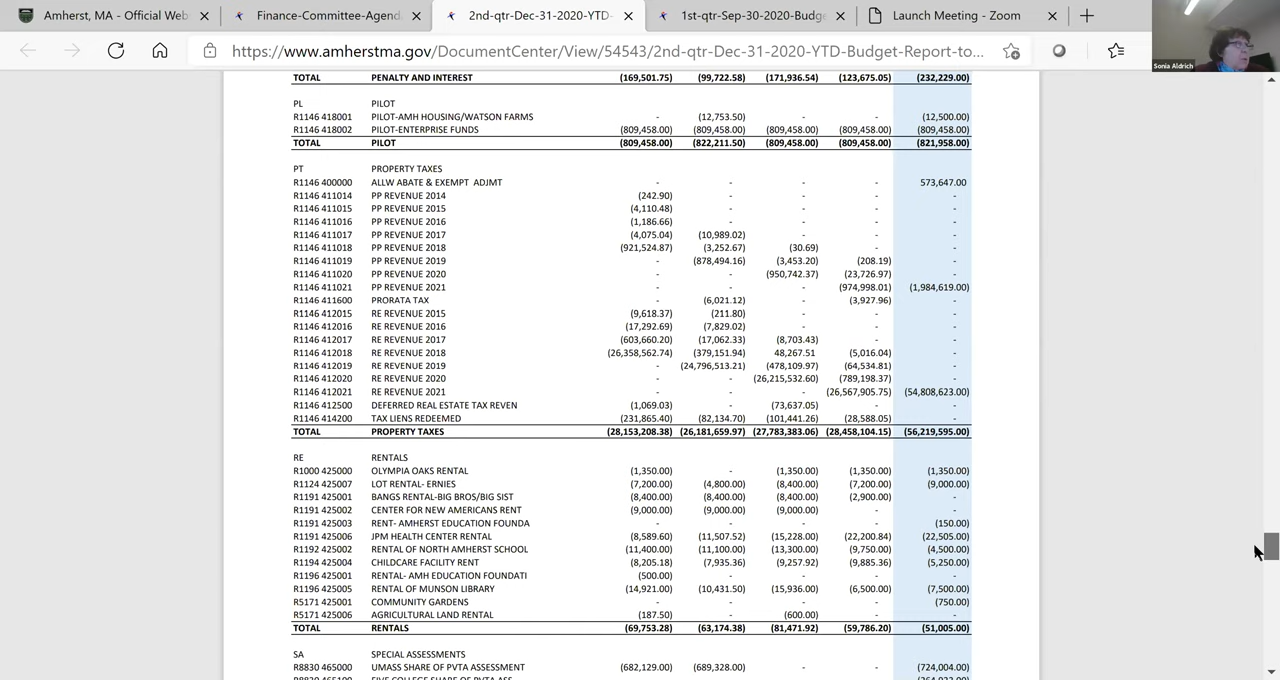 Amherst, MA - Official Web
Finance-Committee-Agend
2nd-qtr-Dec-31-2020-YTD-
1st-qtr-Sep-30-2020-Budge
Launch Meeting - Zoom
https://www.amherstma.gov/DocumentCenter/View/54543/2nd-qtr-Dec-31-2020-YTD-Budget-Report-to...
Sonia Aldrich
TOTAL PENALTY AND INTEREST (169,501.75) (99,722.58) (171,936.54) (123,675.05) (232,229.00)
PL PILOT
R1146 418001 PILOT-AMH HOUSING/WATSON FARMS - (12,753.50) - - (12,500.00)
R1146 418002 PILOT-ENTERPRISE FUNDS (809,458.00) (809,458.00) (809,458.00) (809,458.00) (809,458.00)
TOTAL PILOT (809,458.00) (822,211.50) (809,458.00) (809,458.00) (821,958.00)
PT PROPERTY TAXES
R1146 400000 ALLW ABATE & EXEMPT ADJMT - - - - 573,647.00
R1146 411014 PP REVENUE 2014 (242.90) - - - -
R1146 411015 PP REVENUE 2015 (4,110.48) - - - -
R1146 411016 PP REVENUE 2016 (1,186.66) - - - -
R1146 411017 PP REVENUE 2017 (4,075.04) (10,989.02) - - -
R1146 411018 PP REVENUE 2018 (921,524.87) (3,252.67) (30.69) - -
R1146 411019 PP REVENUE 2019 - (878,494.16) (3,453.20) (208.19) -
R1146 411020 PP REVENUE 2020 - - (950,742.37) (23,726.97) -
R1146 411021 PP REVENUE 2021 - - - (974,998.01) (1,984,619.00)
R1146 411600 PRORATA TAX - (6,021.12) - (3,927.96) -
R1146 412015 RE REVENUE 2015 (9,618.37) (211.80) - - -
R1146 412016 RE REVENUE 2016 (17,292.69) (7,829.02) - - -
R1146 412017 RE REVENUE 2017 (603,660.20) (17,062.33) (8,703.43) - -
R1146 412018 RE REVENUE 2018 (26,358,562.74) (379,151.94) 48,267.51 (5,016.04) -
R1146 412019 RE REVENUE 2019 - (24,796,513.21) (478,109.97) (64,534.81) -
R1146 412020 RE REVENUE 2020 - - (26,215,532.60) (789,198.37) -
R1146 412021 RE REVENUE 2021 - - - (26,567,905.75) (54,808,623.00)
R1146 412500 DEFERRED REAL ESTATE TAX REVEN (1,069.03) - (73,637.05) - -
R1146 414200 TAX LIENS REDEEMED (231,865.40) (82,134.70) (101,441.26) (28,588.05) -
TOTAL PROPERTY TAXES (28,153,208.38) (26,181,659.97) (27,783,383.06) (28,458,104.15) (56,219,595.00)
RE RENTALS
R1000 425000 OLYMPIA OAKS RENTAL (1,350.00) - (1,350.00) (1,350.00) (1,350.00)
R1124 425007 LOT RENTAL- ERNIES (7,200.00) (4,800.00) (8,400.00) (7,200.00) (9,000.00)
R1191 425001 BANGS RENTAL-BIG BROS/BIG SIST (8,400.00) (8,400.00) (8,400.00) (2,900.00) -
R1191 425002 CENTER FOR NEW AMERICANS RENT (9,000.00) (9,000.00) (9,000.00) - -
R1191 425003 RENT- AMHERST EDUCATION FOUNDA - - - - (150.00)
R1191 425006 JPM HEALTH CENTER RENTAL (8,589.60) (11,507.52) (15,228.00) (22,200.84) (22,505.00)
R1192 425002 RENTAL OF NORTH AMHERST SCHOOL (11,400.00) (11,100.00) (13,300.00) (9,750.00) (4,500.00)
R1194 425004 CHILDCARE FACILITY RENT (8,205.18) (7,935.36) (9,257.92) (9,885.36) (5,250.00)
R1196 425001 RENTAL- AMH EDUCATION FOUNDATI (500.00) - - - -
R1196 425005 RENTAL OF MUNSON LIBRARY (14,921.00) (10,431.50) (15,936.00) (6,500.00) (7,500.00)
R5171 425001 COMMUNITY GARDENS - - - - (750.00)
R5171 425006 AGRICULTURAL LAND RENTAL (187.50) - (600.00) - -
TOTAL RENTALS (69,753.28) (63,174.38) (81,471.92) (59,786.20) (51,005.00)
SA SPECIAL ASSESSMENTS
R8830 465000 UMASS SHARE OF PVTA ASSESSMENT (682,129.00) (689,328.00) - - (724,004.00)